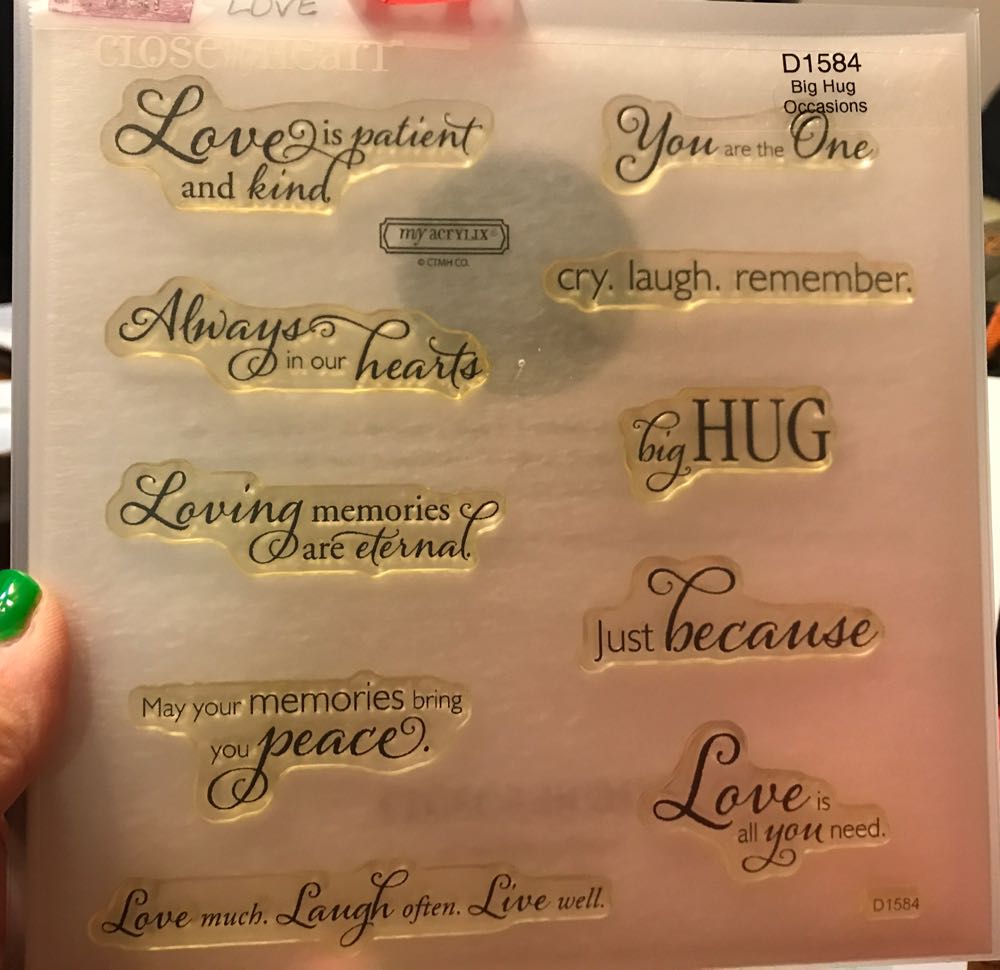 LOVE
close to my heart
D1584
Big Hug
Occasions
Love is patient
and kind
You are the One
my acrylix®
© CTMH CO.
cry. laugh. remember.
Always
in our hearts
big HUG
Loving memories
are eternal.
Just because
May your memories bring
you peace.
Love is
all you need.
Love much. Laugh often. Live well.
D1584